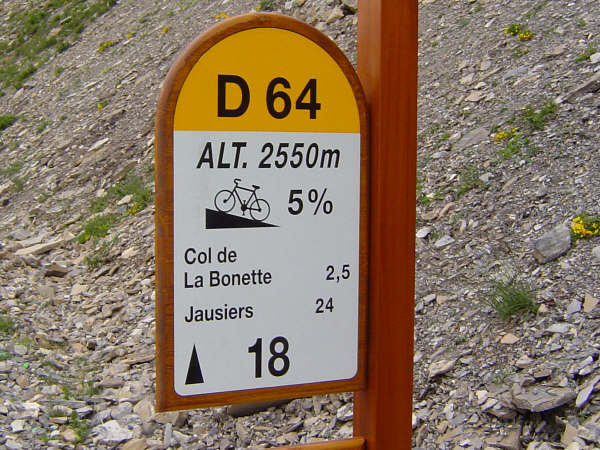 D 64
ALT. 2550m
5%
Col de
La Bonette 2,5
Jausiers 24
18